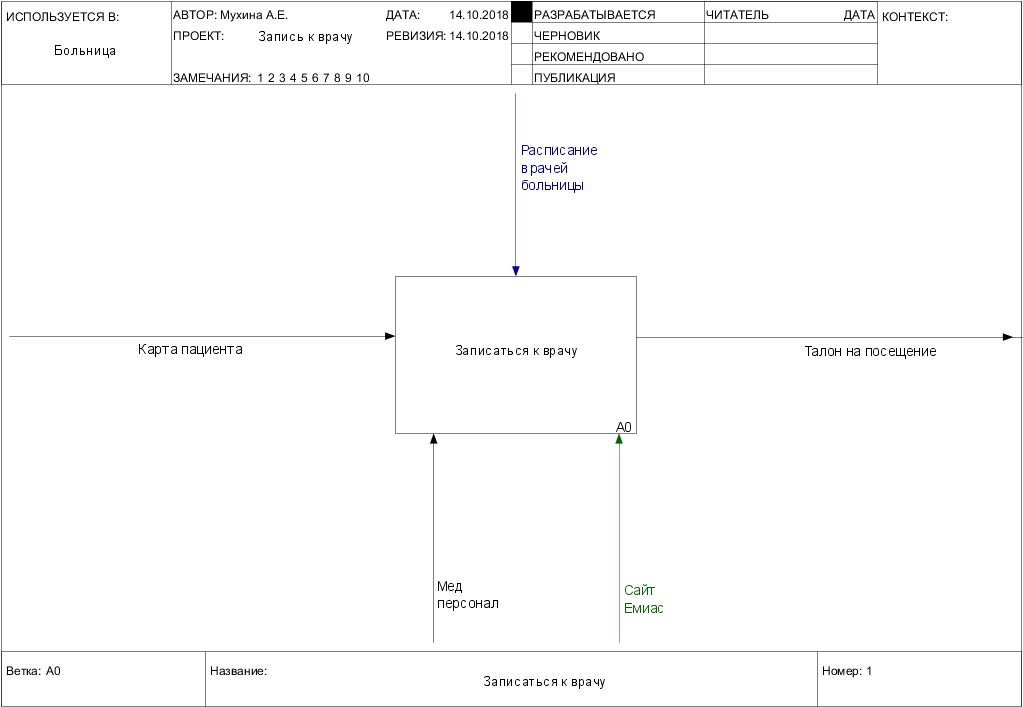 ИСПОЛЬЗУЕТСЯ В:
Больница
АВТОР: Мухина А.Е.
ДАТА: 14.10.2018
ПРОЕКТ: Запись к врачу
РЕВИЗИЯ: 14.10.2018
ЗАМЕЧАНИЯ: 1 2 3 4 5 6 7 8 9 10
РАЗРАБАТЫВАЕТСЯ
ЧЕРНОВИК
РЕКОМЕНДОВАНО
ПУБЛИКАЦИЯ
ЧИТАТЕЛЬ ДАТА
КОНТЕКСТ:
Расписание
врачей
больницы
Карта пациента
Записаться к врачу
A0
Талон на посещение
Мед
персонал
Сайт
Емиас
Ветка: A0
Название:
Записаться к врачу
Номер: 1